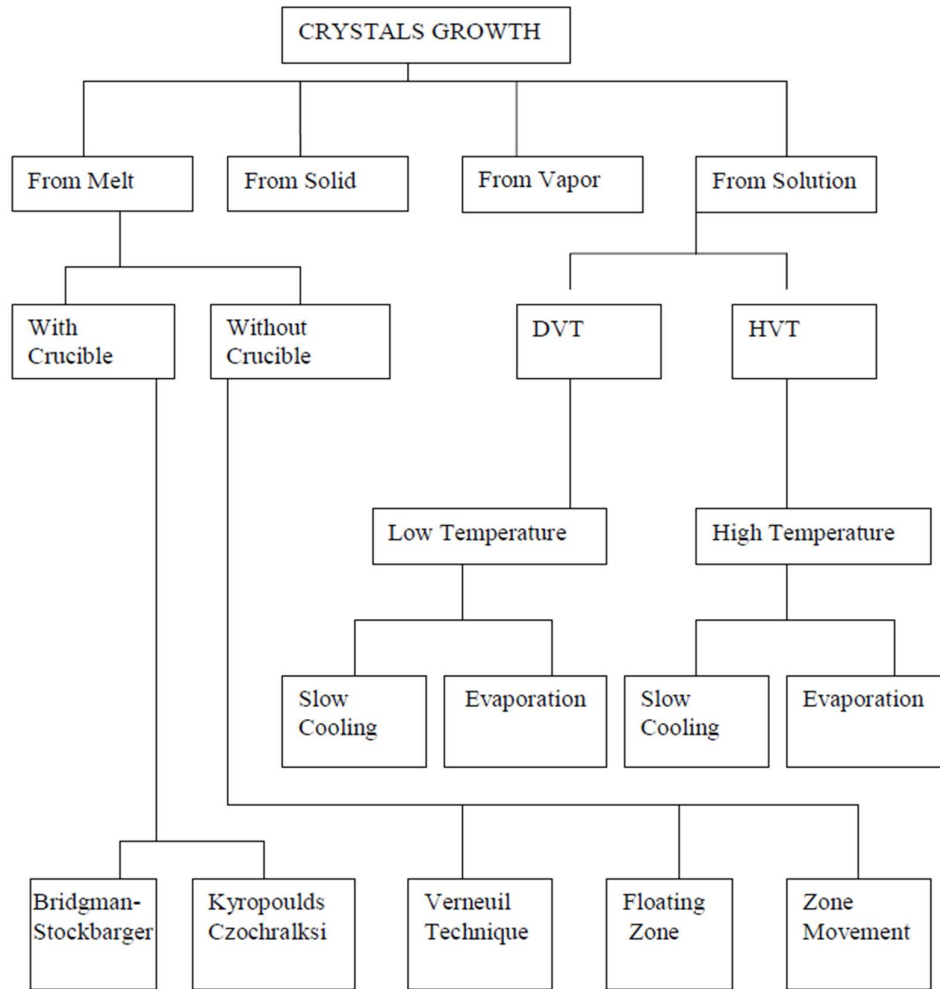 CRYSTALS GROWTH
From Melt
From Solid
From Vapor
From Solution
With
Crucible
Without
Crucible
DVT
HVT
Low Temperature
High Temperature
Slow
Cooling
Evaporation
Slow
Cooling
Evaporation
Bridgman-
Stockbarger
Kyropoulds
Czochralksi
Verneuil
Technique
Floating
Zone
Zone
Movement